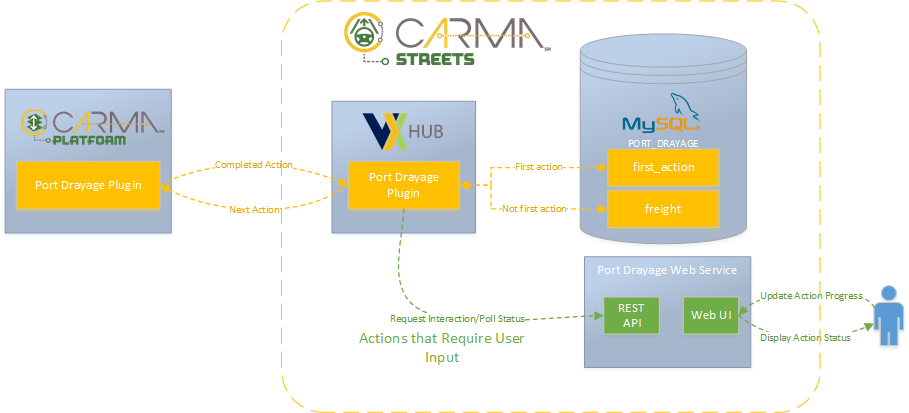 CARMA
SM
STREETS
CARMA
SM
PLATFORM
Port Drayage Plugin
Completed Action
Next Action
VX HUB
Port Drayage
Plugin
First action
Not first action
MySQL
PORT_DRAYAGE
first_action
freight
Port Drayage Web Service
REST
API
Web UI
Request Interaction/Poll Status
Actions that Require User
Input
Update Action Progress
Display Action Status